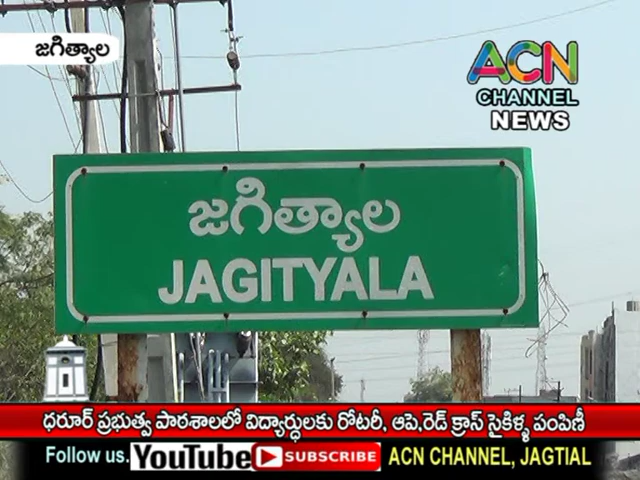 జగిత్యాల
ACN
CHANNEL
NEWS
జగిత్యాల
JAGITYALA
ధరూర్ ప్రభుత్వ పాఠశాలలో విద్యార్ధులకు రోటరీ, ఆపి,రెడ్ క్రాస్ సైకిళ్ళ పంపిణీ
Follow us. YouTube SUBSCRIBE ACN CHANNEL, JAGTIAL